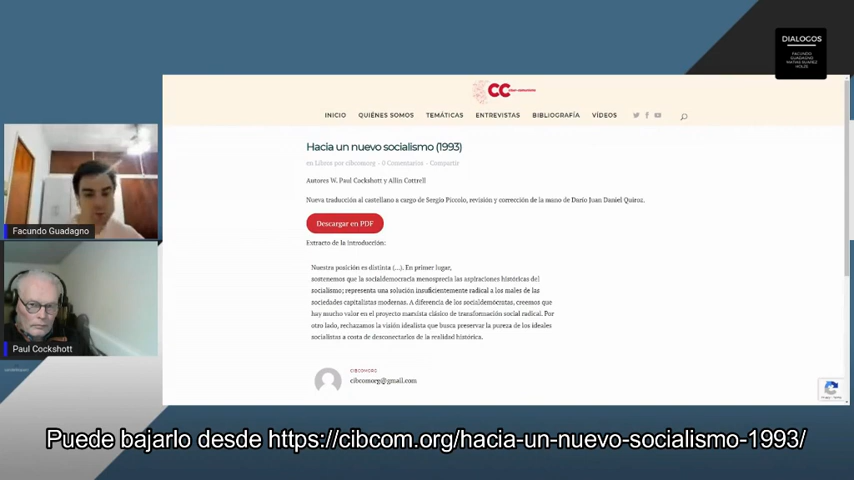 DIALOGOS
FACUNDO
GUADAGNO
MATIAS SUAREZ
HOLZE
CC
INICIO QUIÉNES SOMOS TEMÁTICAS ENTREVISTAS BIBLIOGRAFÍA VÍDEOS
Hacia un nuevo socialismo (1993)
en Libros por cibcomorg · 0 Comentarios · Compartir
Autores W. Paul Cockshott y Allin Cottrell
Nueva traducción al castellano a cargo de Sergio Piccolo, revisión y corrección de la mano de Darío Juan Daniel Quiroz.
Descargar en PDF
Extracto de la introducción:
Nuestra posición es distinta (...). En primer lugar,
sostenemos que la socialdemocracia menosprecia las aspiraciones históricas del
socialismo; representa una solución insuficientemente radical a los males de las
sociedades capitalistas modernas. A diferencia de los socialdemócratas, creemos que
hay mucho valor en el proyecto marxista clásico de transformación social radical. Por
otro lado, rechazamos la visión idealista que busca preservar la pureza de los ideales
socialistas a costa de desconectarlos de la realidad histórica.
CIBCOMORG
cibcomorg@gmail.com
Facundo Guadagno
Paul Cockshott
Puede bajarlo desde https://cibcom.org/hacia-un-nuevo-socialismo-1993/